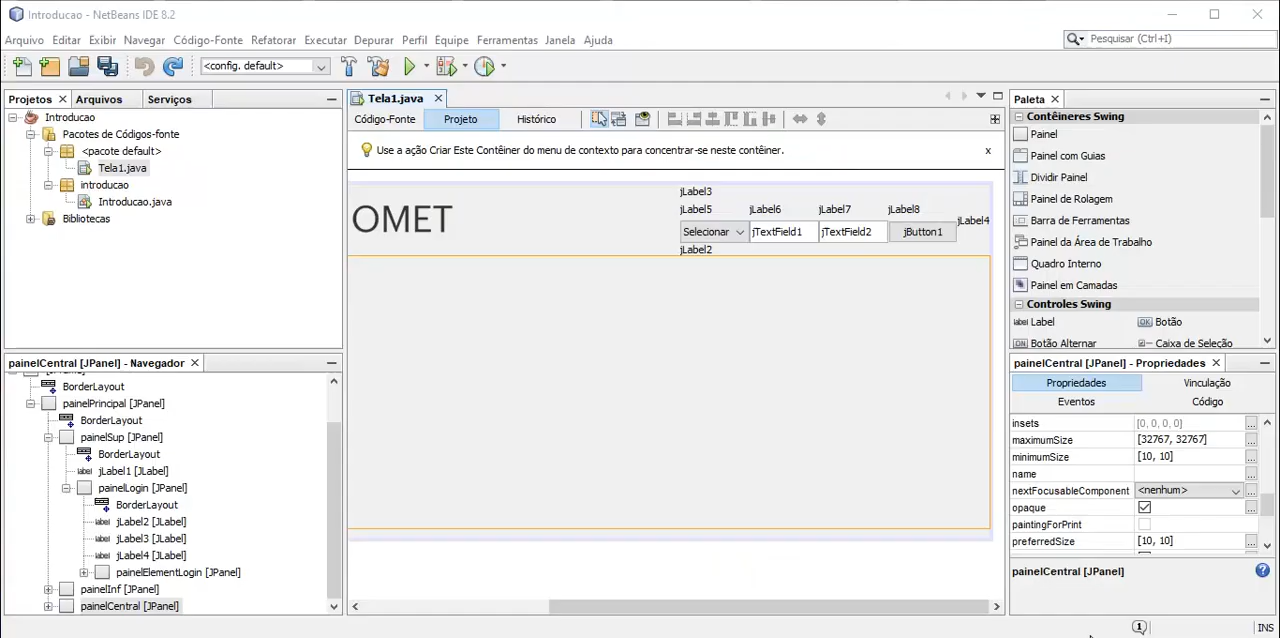 Introducao - NetBeans IDE 8.2
Arquivo Editar Exibir Navegar Código-Fonte Refatorar Executar Depurar Perfil Equipe Ferramentas Janela Ajuda
Pesquisar (Ctrl+I)
<config. default>
Projetos Arquivos Serviços
Introducao
Pacotes de Códigos-fonte
<pacote default>
Tela1.java
introducao
Introducao.java
Bibliotecas
painelCentral [JPanel] - Navegador
BorderLayout
painelPrincipal [JPanel]
BorderLayout
painelSup [JPanel]
BorderLayout
jLabel1 [JLabel]
painelLogin [JPanel]
BorderLayout
jLabel2 [JLabel]
jLabel3 [JLabel]
jLabel4 [JLabel]
painelElementLogin [JPanel]
painelInf [JPanel]
painelCentral [JPanel]
Tela1.java
Código-Fonte Projeto Histórico
Use a ação Criar Este Contêiner do menu de contexto para concentrar-se neste contêiner. x
OMET
jLabel3
jLabel5 jLabel6 jLabel7 jLabel8
jLabel4
Selecionar jTextField1 jTextField2 jButton1
jLabel2
Paleta
Contêineres Swing
Painel
Painel com Guias
Dividir Painel
Painel de Rolagem
Barra de Ferramentas
Painel da Área de Trabalho
Quadro Interno
Painel em Camadas
Controles Swing
label Label OK Botão
ON Botão Alternar Caixa de Seleção
painelCentral [JPanel] - Propriedades
Propriedades Vinculação
Eventos Código
insets [0, 0, 0, 0] ...
maximumSize [32767, 32767] ...
minimumSize [10, 10] ...
name ...
nextFocusableComponent <nenhum> ...
opaque ...
paintingForPrint
preferredSize [10, 10] ...
painelCentral [JPanel]
1 INS